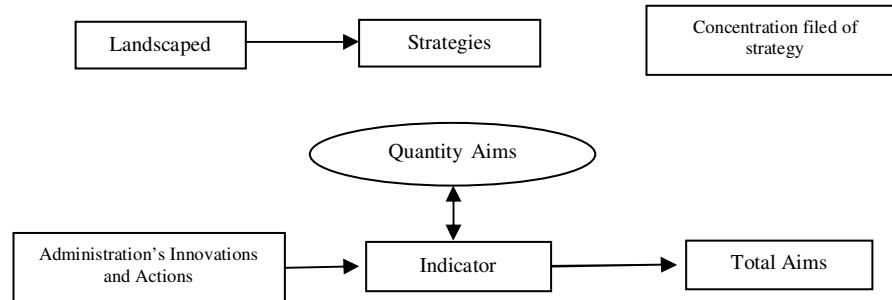 Landscaped
Strategies
Concentration filed of
strategy
Quantity Aims
Administration's Innovations
and Actions
Indicator
Total Aims